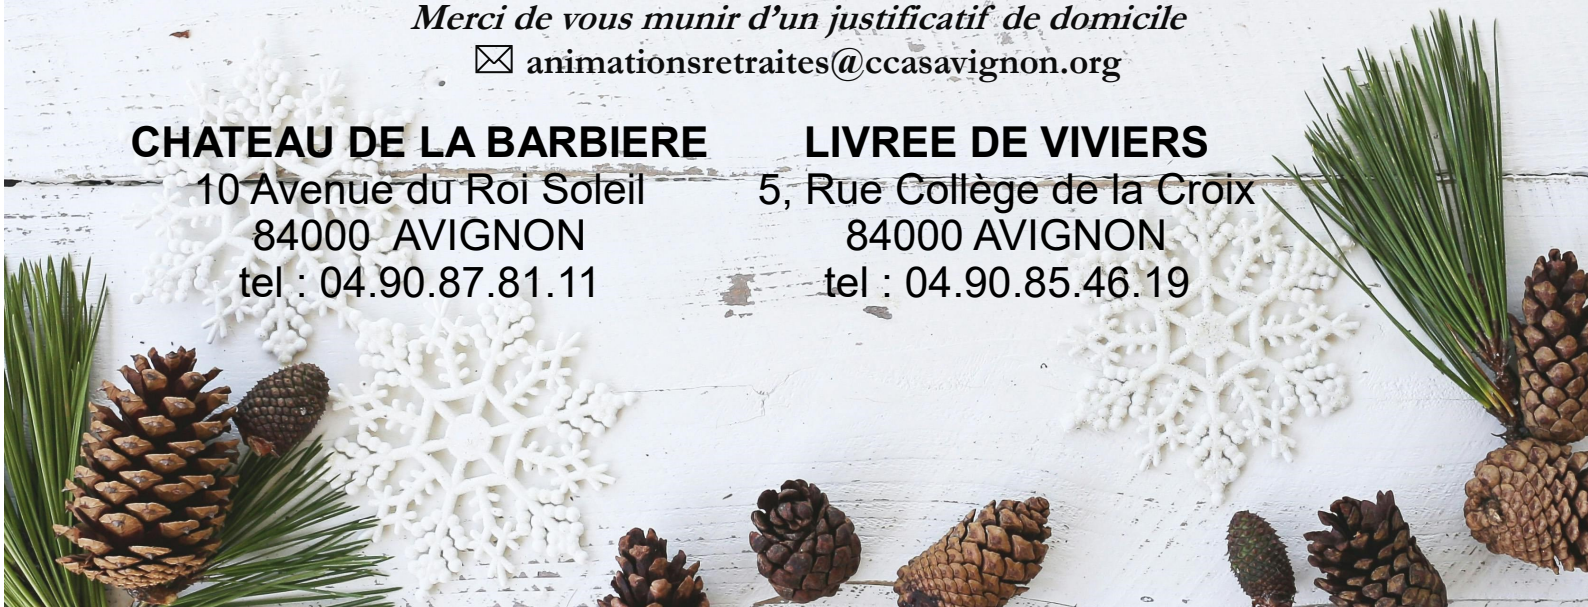 Merci de vous munir d’un justificatif de domicile
✉ animationsretraites@ccasavignon.org
CHATEAU DE LA BARBIERE
10 Avenue du Roi Soleil
84000 AVIGNON
tel : 04.90.87.81.11
LIVREE DE VIVIERS
5, Rue Collège de la Croix
84000 AVIGNON
tel : 04.90.85.46.19